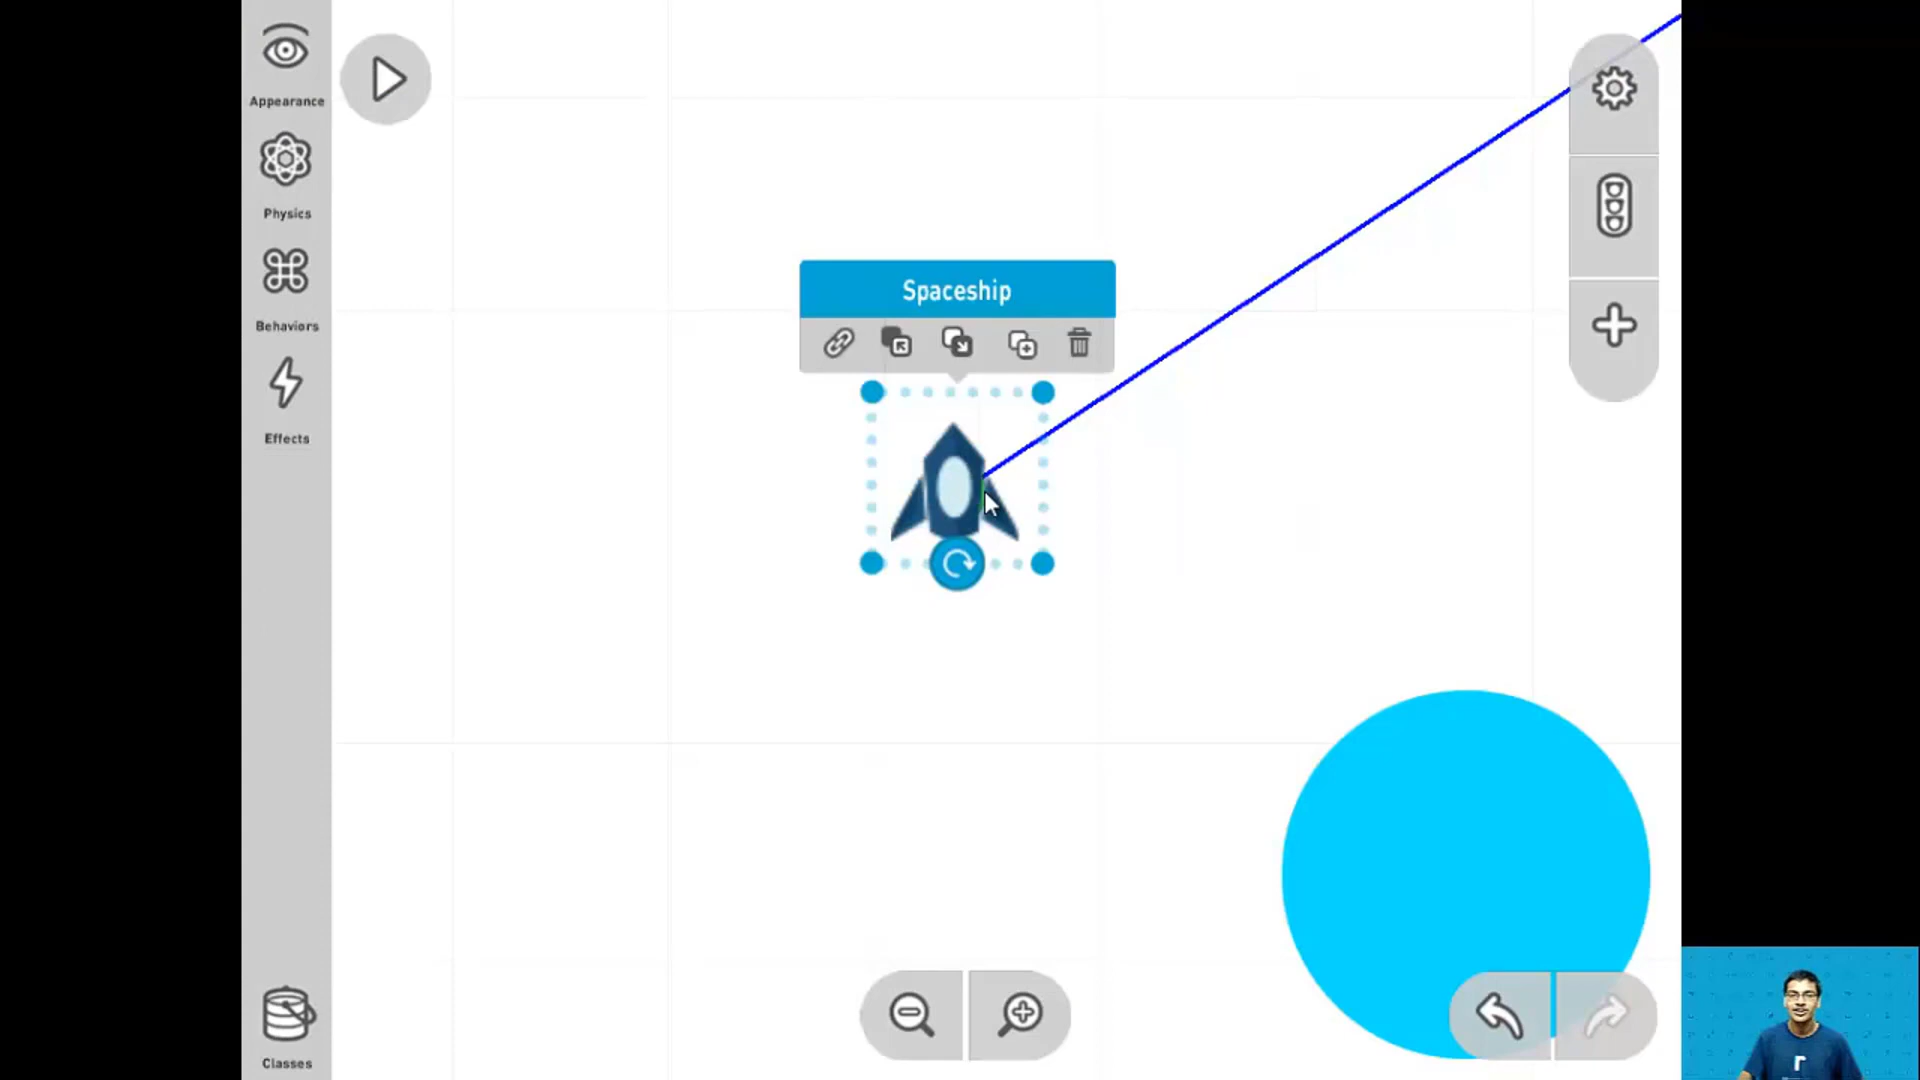 Appearance
Physics
Behaviors
Effects
Spaceship
Classes
r